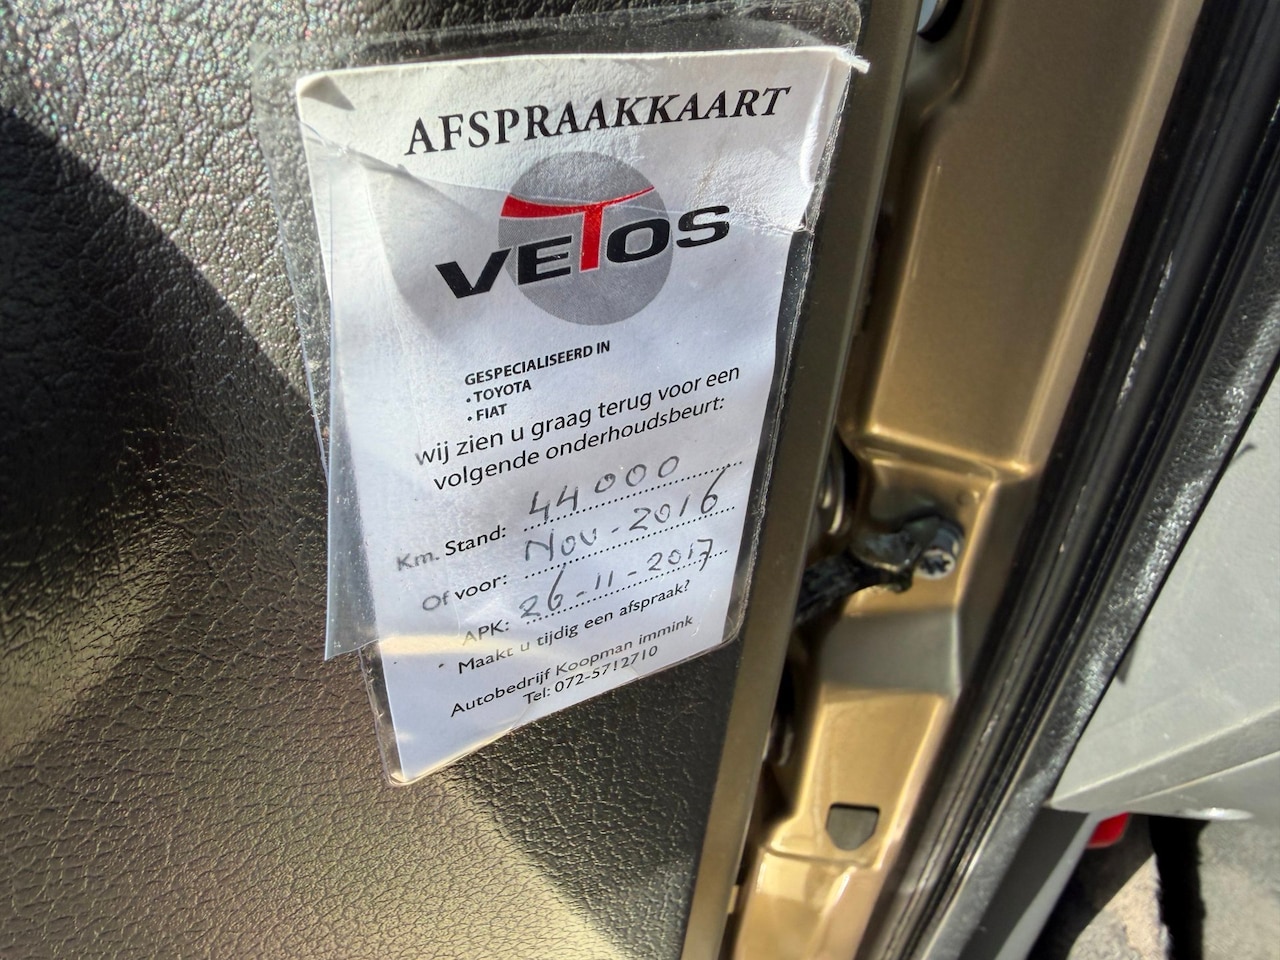 AFSPRAAKKAART
VETOS
GESPECIALISEERD IN
• TOYOTA
• FIAT
wij zien u graag terug voor een
volgende onderhoudsbeurt:
Km. Stand: 44000
Of voor: Nov-2016
APK: 26-11-2017
Maakt u tijdig een afspraak?
Autobedrijf Koopman immink
Tel: 072-5712710